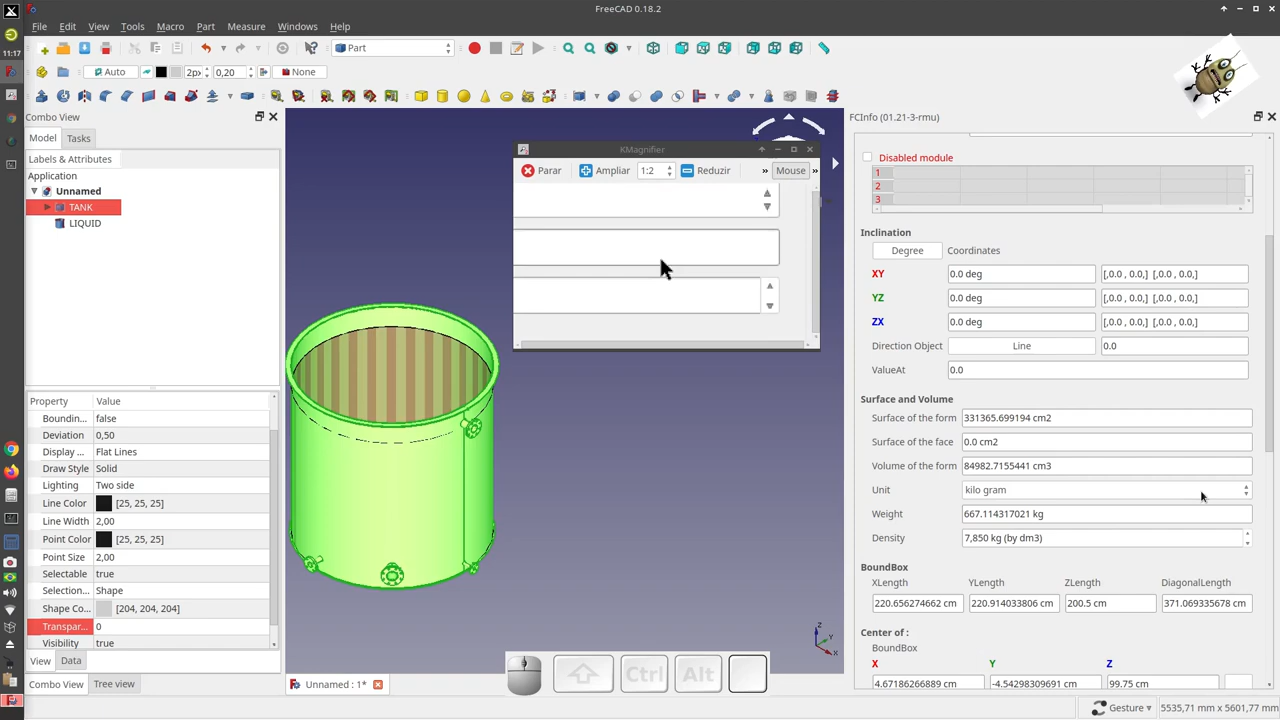 FreeCAD 0.18.2
11:17
File Edit View Tools Macro Part Measure Windows Help
Part
Auto 2px 0,20 None
Combo View
Model Tasks
Labels & Attributes
Application
Unnamed
TANK
LIQUID
Property Value
Boundin... false
Deviation 0,50
Display ... Flat Lines
Draw Style Solid
Lighting Two side
Line Color [25, 25, 25]
Line Width 2,00
Point Color [25, 25, 25]
Point Size 2,00
Selectable true
Selection... Shape
Shape Co... [204, 204, 204]
Transpar... 0
Visibility true
View Data
Combo View Tree view
KMagnifier
Parar Ampliar 1:2 Reduzir » Mouse »
Z
Y
X
Ctrl Alt
Unnamed : 1*
FCInfo (01.21-3-rmu)
Disabled module
1
2
3
Inclination
Degree Coordinates
XY 0.0 deg [,0.0 , 0.0,] [,0.0 , 0.0,]
YZ 0.0 deg [,0.0 , 0.0,] [,0.0 , 0.0,]
ZX 0.0 deg [,0.0 , 0.0,] [,0.0 , 0.0,]
Direction Object Line 0.0
ValueAt 0.0
Surface and Volume
Surface of the form 331365.699194 cm2
Surface of the face 0.0 cm2
Volume of the form 84982.7155441 cm3
Unit kilo gram
Weight 667.114317021 kg
Density 7,850 kg (by dm3)
BoundBox
XLength YLength ZLength DiagonalLength
220.656274662 cm 220.914033806 cm 200.5 cm 371.069335678 cm
Center of :
BoundBox
X Y Z
4.67186266889 cm -4.54298309691 cm 99.75 cm
Gesture 5535,71 mm x 5601,77 mm